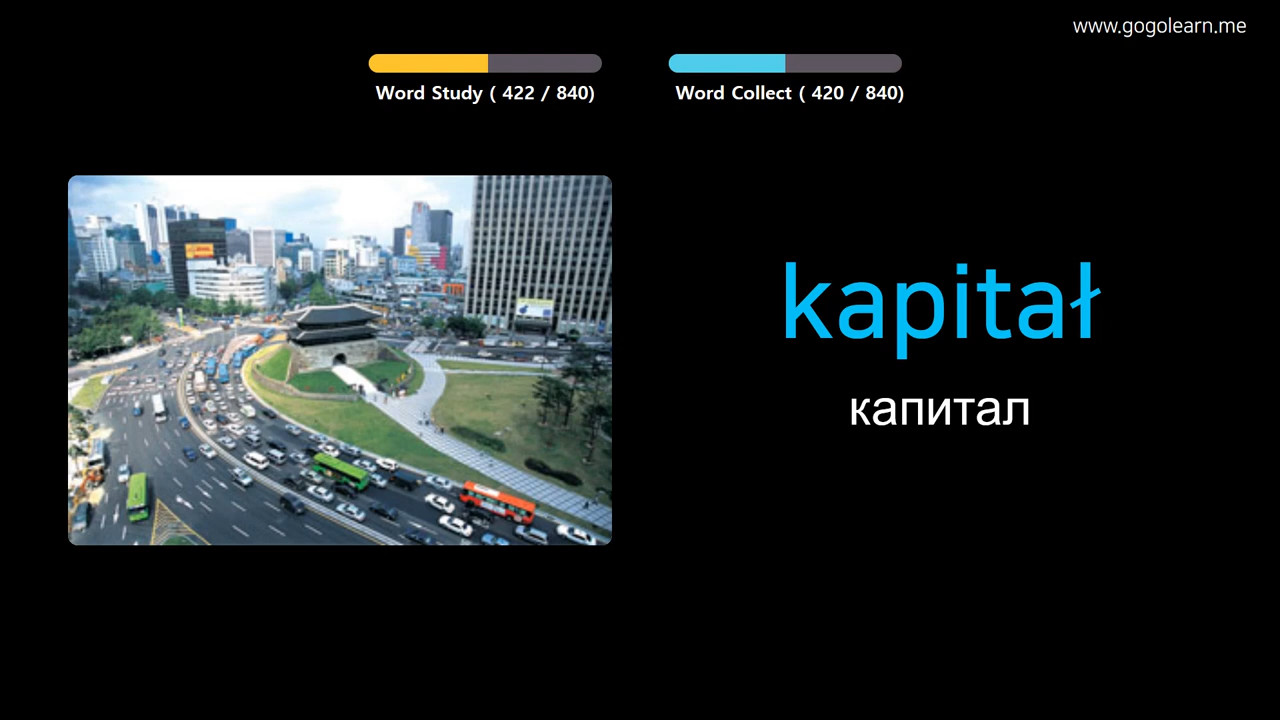 www.gogolearn.me
Word Study ( 422 / 840)
Word Collect ( 420 / 840)
kapitał
капитал